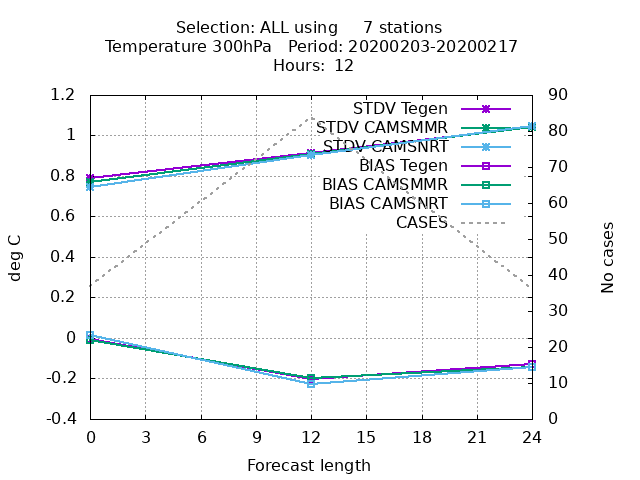 Selection: ALL using     7 stations
Temperature 300hPa   Period: 20200203-20200217
Hours:  12
1.2
1
0.8
0.6
0.4
0.2
0
-0.2
-0.4
deg C
90
80
70
60
50
40
30
20
10
0
No cases
STDV Tegen
STDV CAMSMMR
STDV CAMSNRT
BIAS Tegen
BIAS CAMSMMR
BIAS CAMSNRT
CASES
0 3 6 9 12 15 18 21 24
Forecast length